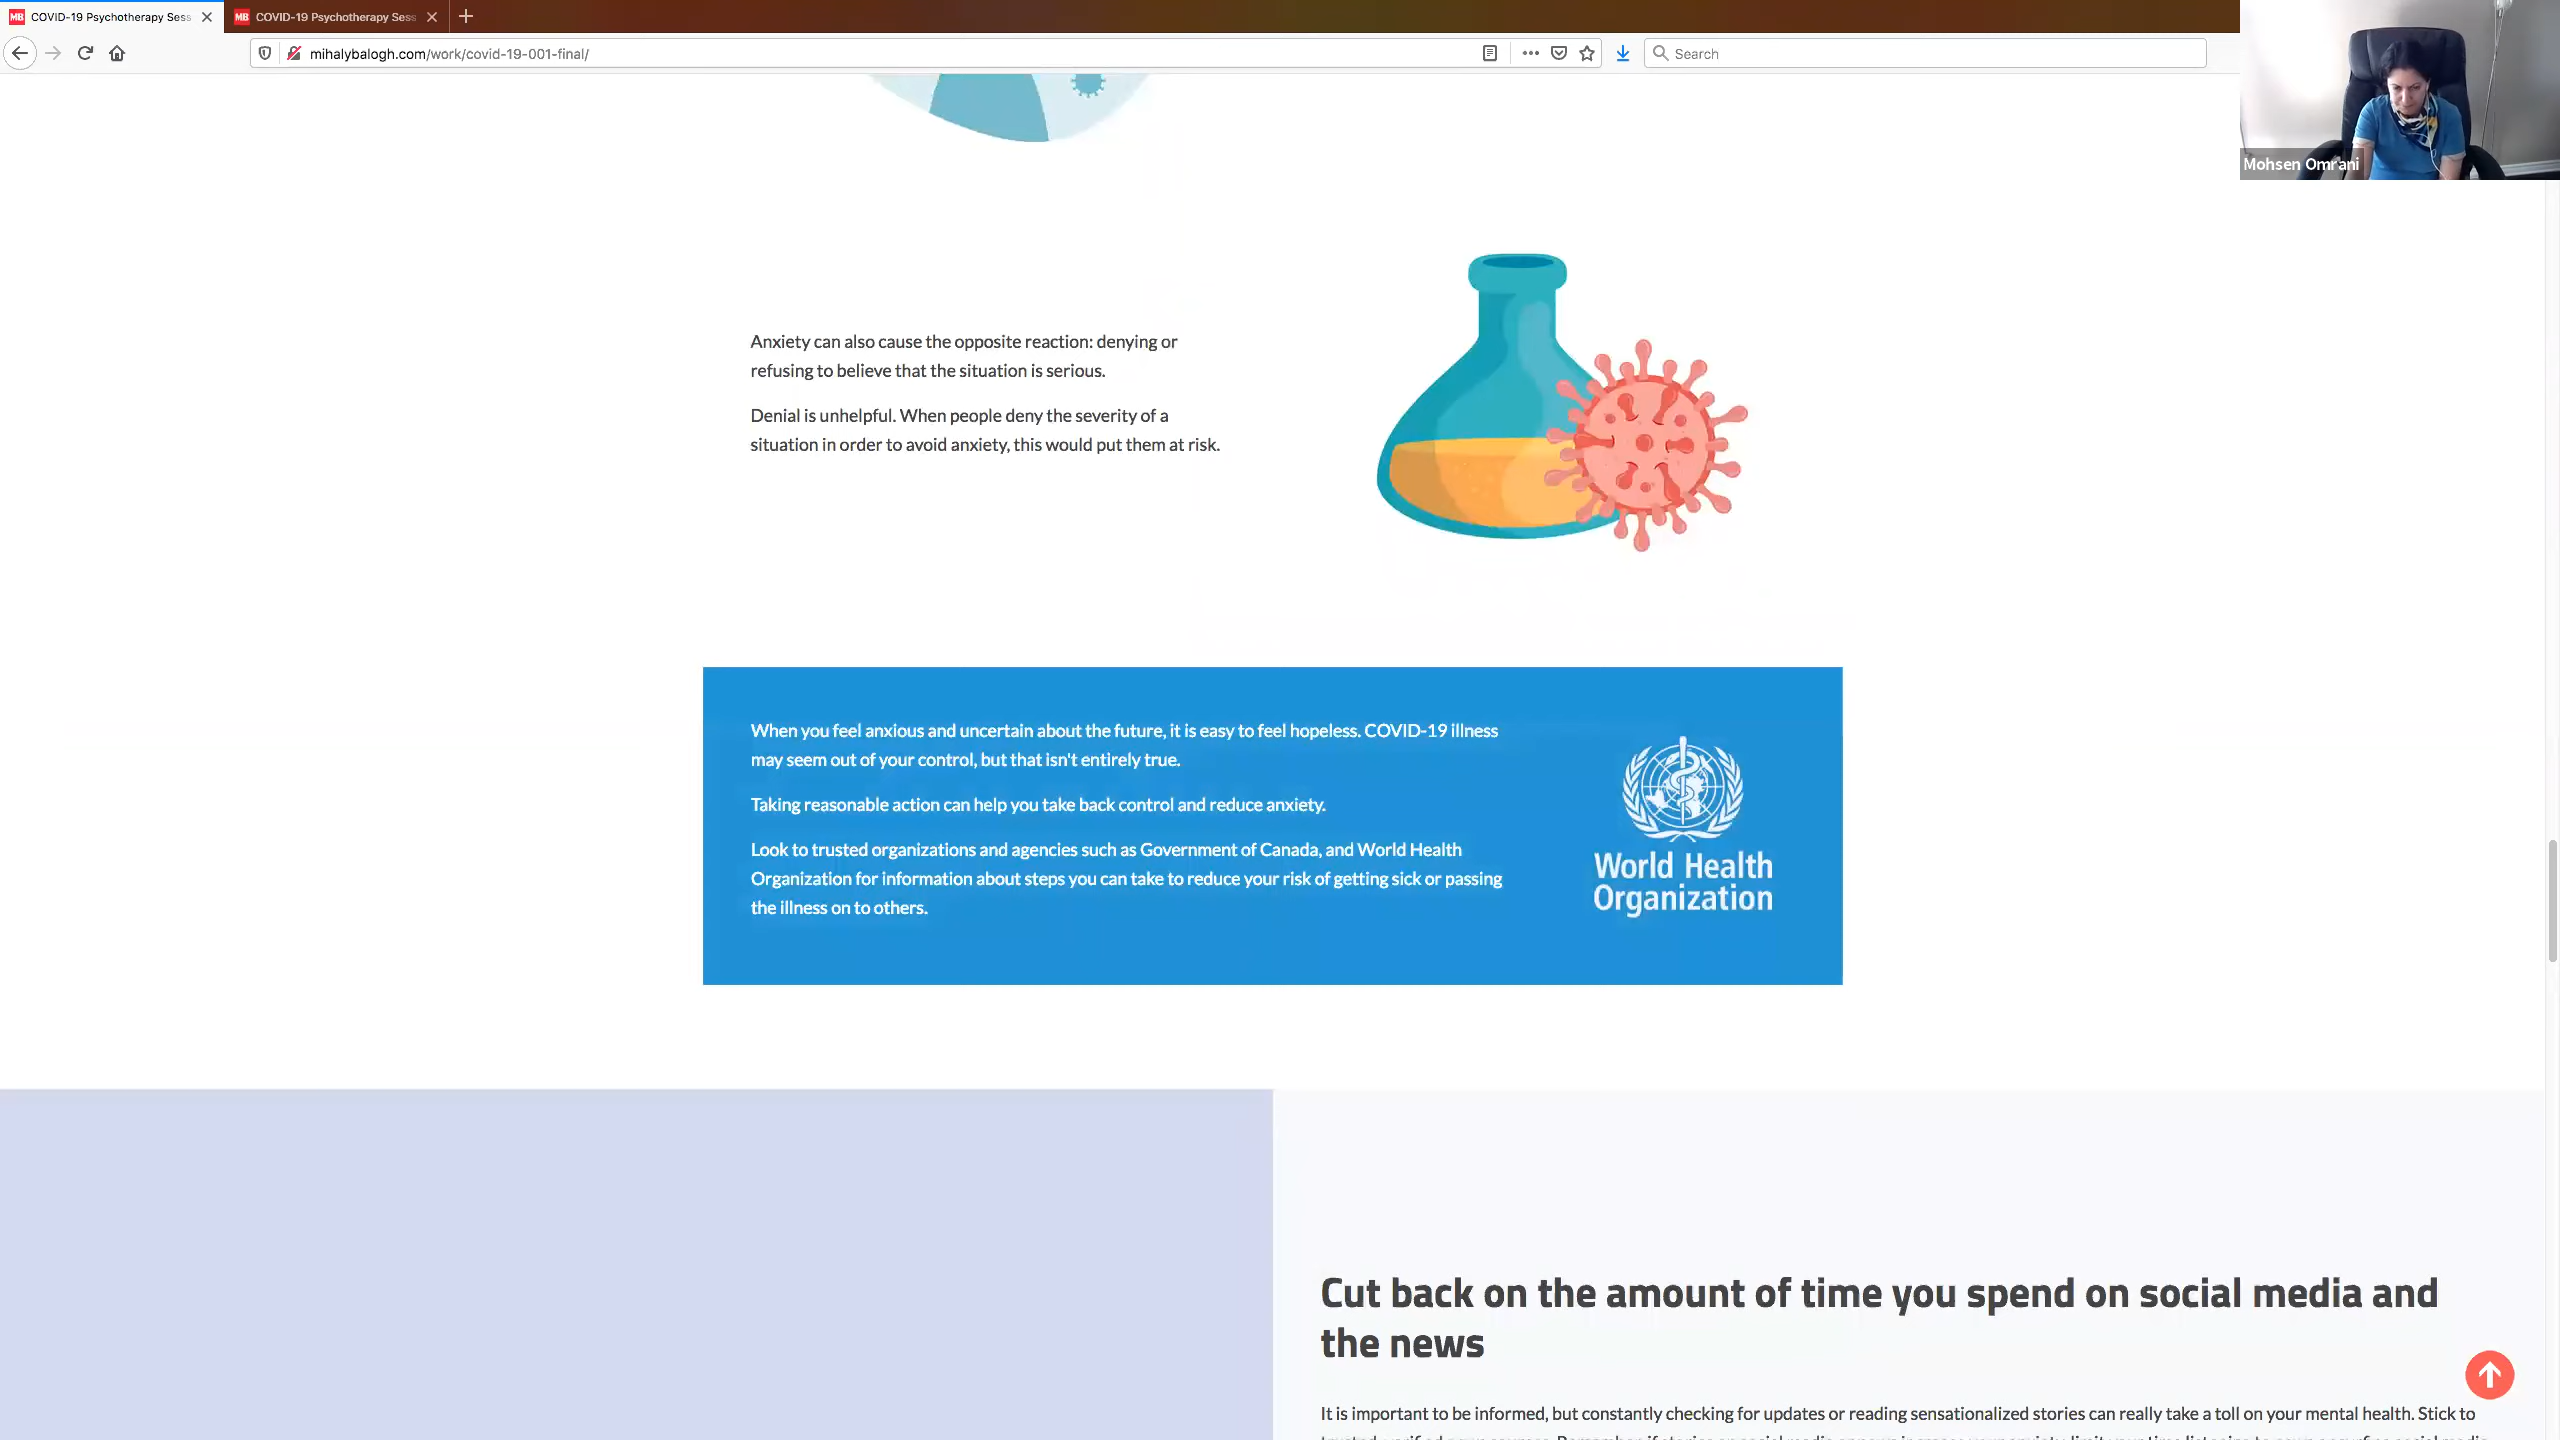 MB COVID-19 Psychotherapy Sess
MB COVID-19 Psychotherapy Sess
mihalybalogh.com/work/covid-19-001-final/
Search
Mohsen Omrani
Anxiety can also cause the opposite reaction: denying or
refusing to believe that the situation is serious.
Denial is unhelpful. When people deny the severity of a
situation in order to avoid anxiety, this would put them at risk.
When you feel anxious and uncertain about the future, it is easy to feel hopeless. COVID-19 illness
may seem out of your control, but that isn't entirely true.
Taking reasonable action can help you take back control and reduce anxiety.
Look to trusted organizations and agencies such as Government of Canada, and World Health
Organization for information about steps you can take to reduce your risk of getting sick or passing
the illness on to others.
World Health
Organization
Cut back on the amount of time you spend on social media and
the news
It is important to be informed, but constantly checking for updates or reading sensationalized stories can really take a toll on your mental health. Stick to